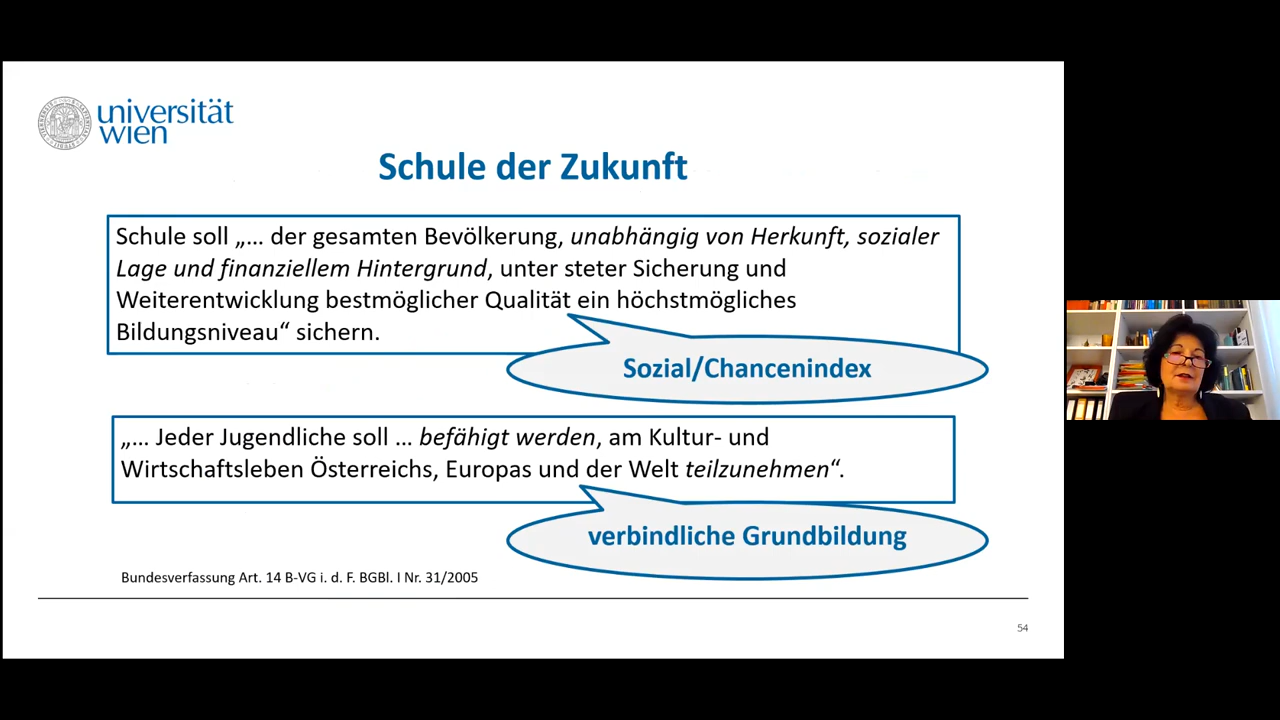 universität
wien
Schule der Zukunft
Schule soll „… der gesamten Bevölkerung, unabhängig von Herkunft, sozialer
Lage und finanziellem Hintergrund, unter steter Sicherung und
Weiterentwicklung bestmöglicher Qualität ein höchstmögliches
Bildungsniveau“ sichern.
Sozial/Chancenindex
„… Jeder Jugendliche soll … befähigt werden, am Kultur- und
Wirtschaftsleben Österreichs, Europas und der Welt teilzunehmen“.
verbindliche Grundbildung
Bundesverfassung Art. 14 B-VG i. d. F. BGBl. I Nr. 31/2005
54